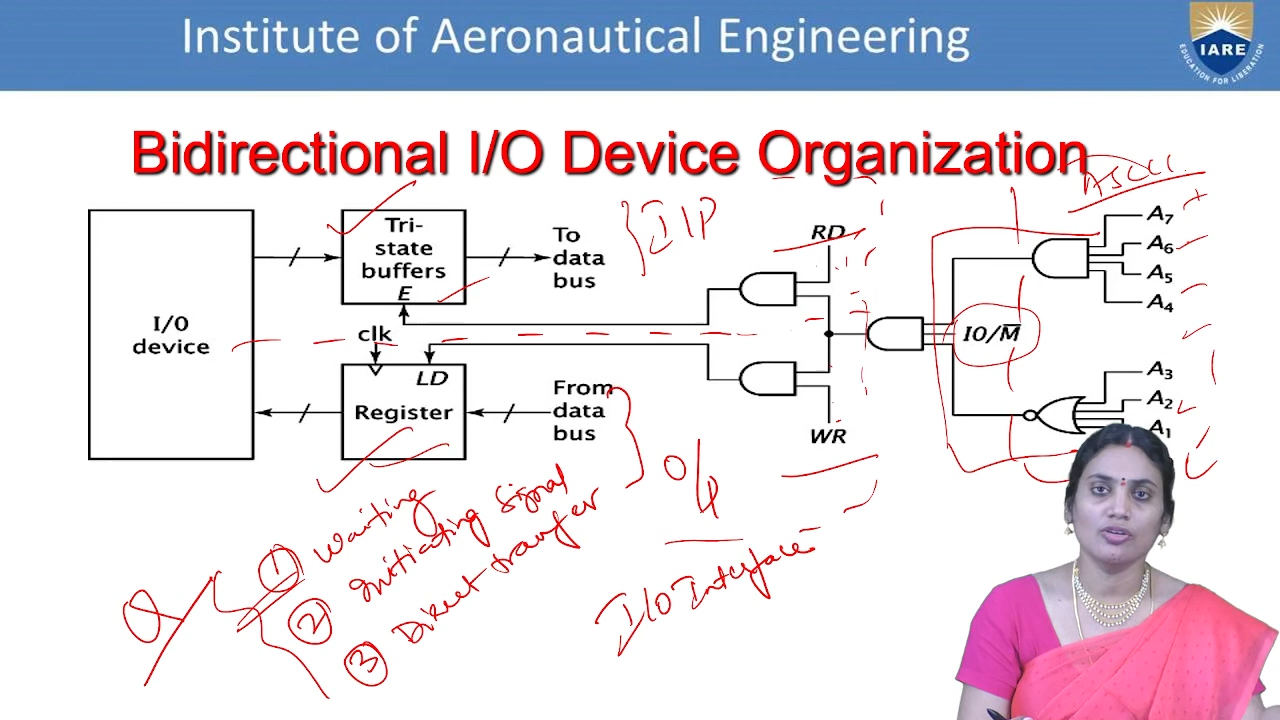 Institute of Aeronautical Engineering
IARE
EDUCATION FOR LIBERATION
Bidirectional I/O Device Organization
ASCII
I/O
device
Tri-
state
buffers
E
To
data
bus
I/P
RD
A7
A6
A5
A4
IO/M̅
clk
LD
Register
From
data
bus
WR
A3
A2
A1
O/P
I/O Interface
① Waiting
② Initiating Signal
③ Direct transfer